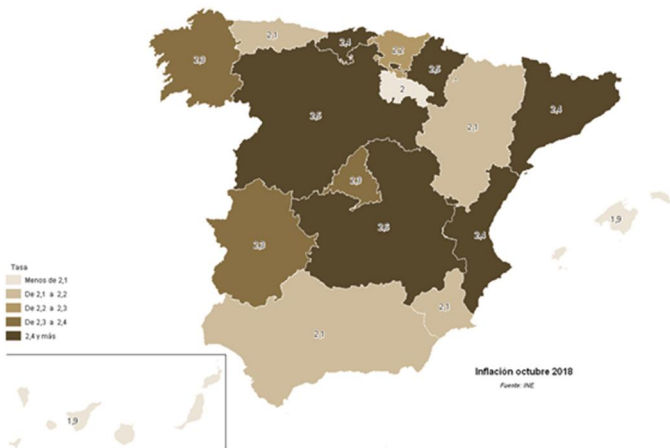 2,1
2,4
2,2
2,3
2,5
2
2,4
2,5
2,1
2,3
1,9
2,6
2,4
2,3
2,1
2,1
Tasa
Menos de 2,1
De 2,1 a 2,2
De 2,2 a 2,3
De 2,3 a 2,4
2,4 y más
Inflación octubre 2018
Fuente: INE
1,9